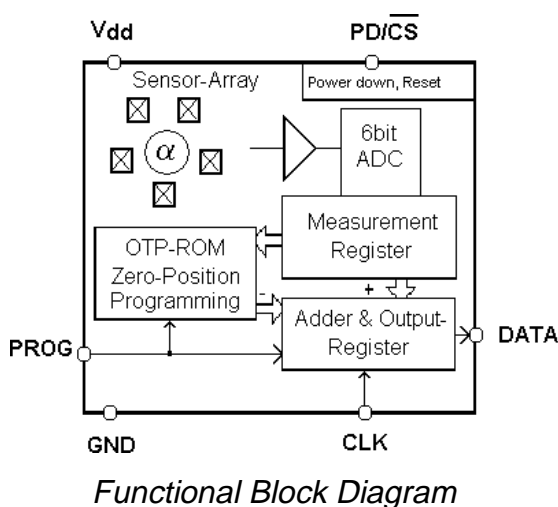 Vdd
PD/C̅S̅
Sensor-Array
Power down, Reset
α
6bit
ADC
Measurement
Register
OTP-ROM
Zero-Position
Programming
-
+
Adder & Output-
Register
PROG
DATA
GND
CLK
Functional Block Diagram